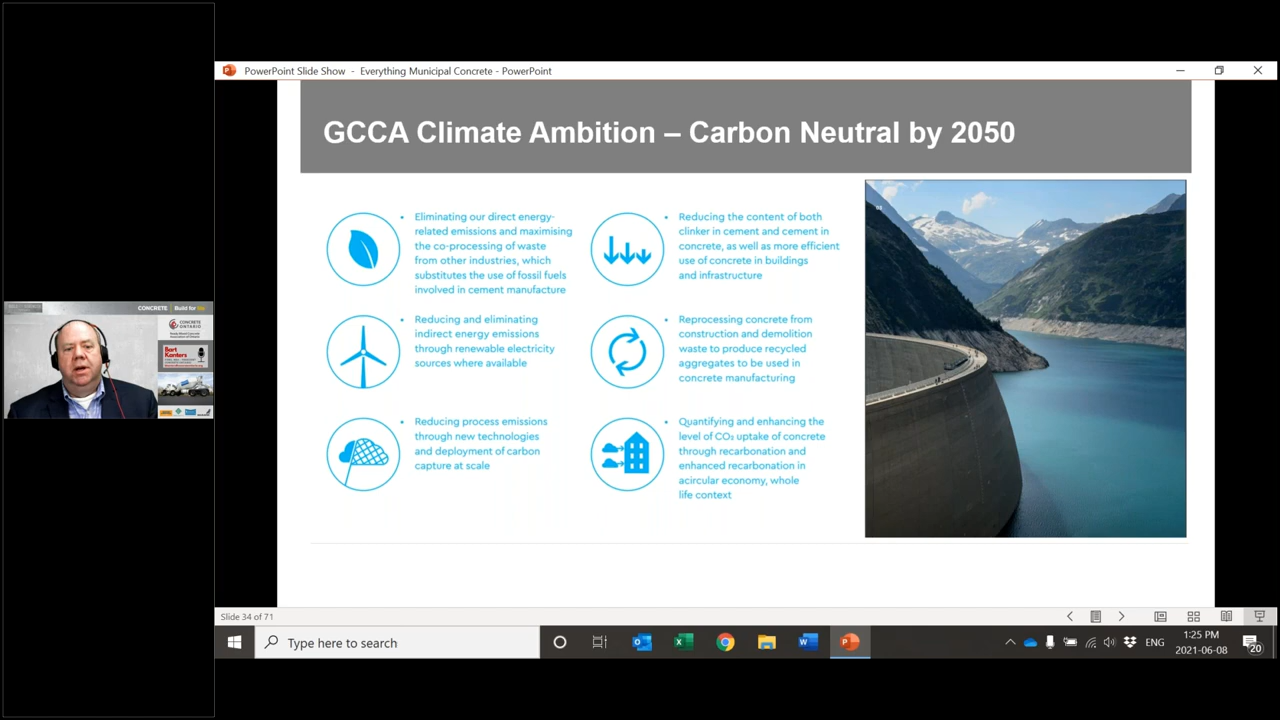 PowerPoint Slide Show - Everything Municipal Concrete - PowerPoint
GCCA Climate Ambition – Carbon Neutral by 2050
• Eliminating our direct energy-
related emissions and maximising
the co-processing of waste
from other industries, which
substitutes the use of fossil fuels
involved in cement manufacture
• Reducing and eliminating
indirect energy emissions
through renewable electricity
sources where available
• Reducing process emissions
through new technologies
and deployment of carbon
capture at scale
• Reducing the content of both
clinker in cement and cement in
concrete, as well as more efficient
use of concrete in buildings
and infrastructure
• Reprocessing concrete from
construction and demolition
waste to produce recycled
aggregates to be used in
concrete manufacturing
• Quantifying and enhancing the
level of CO₂ uptake of concrete
through recarbonation and
enhanced recarbonation in
acircular economy, whole
life context
CONCRETE Build for life
CONCRETE
ONTARIO
Bart
Kanters
Slide 34 of 71
Type here to search
ENG
1:25 PM
2021-06-08
20